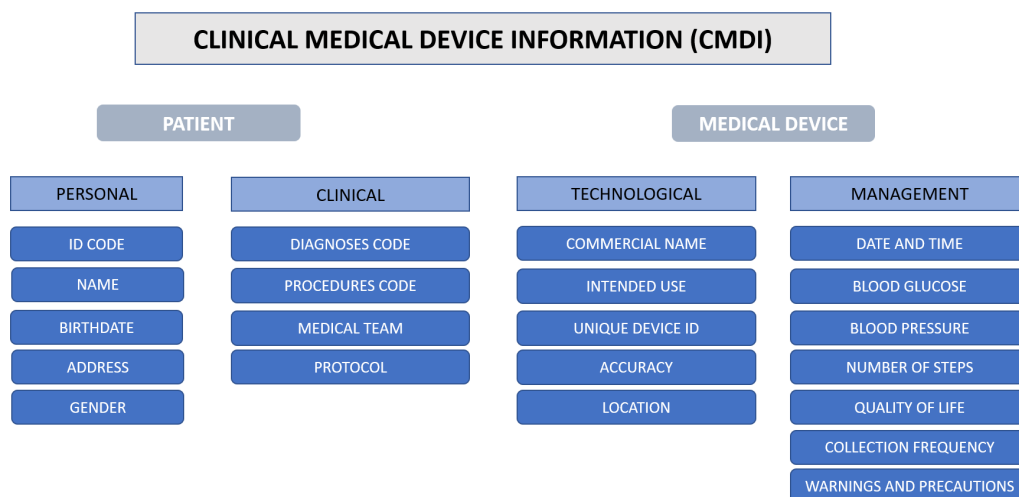 CLINICAL MEDICAL DEVICE INFORMATION (CMDI)
PATIENT
MEDICAL DEVICE
PERSONAL
ID CODE
NAME
BIRTHDATE
ADDRESS
GENDER
CLINICAL
DIAGNOSES CODE
PROCEDURES CODE
MEDICAL TEAM
PROTOCOL
TECHNOLOGICAL
COMMERCIAL NAME
INTENDED USE
UNIQUE DEVICE ID
ACCURACY
LOCATION
MANAGEMENT
DATE AND TIME
BLOOD GLUCOSE
BLOOD PRESSURE
NUMBER OF STEPS
QUALITY OF LIFE
COLLECTION FREQUENCY
WARNINGS AND PRECAUTIONS